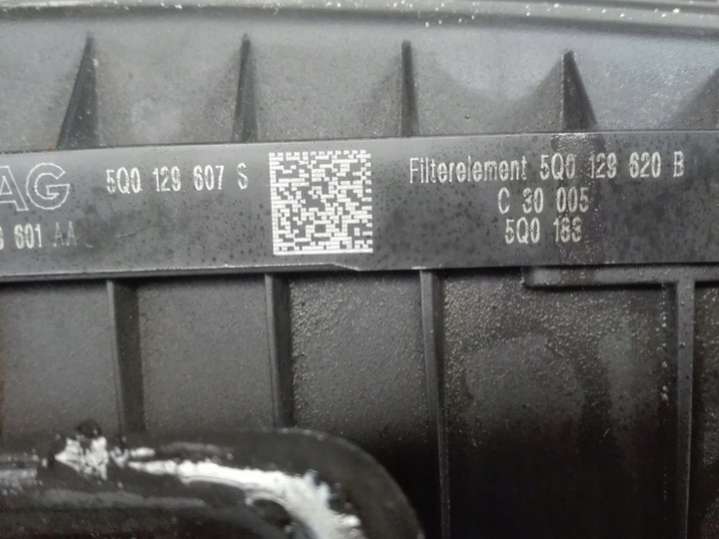 AG
5Q0 129 607 S
601 AA
Filterelement 5Q0 129 620 B
C 30 005
5Q0 183